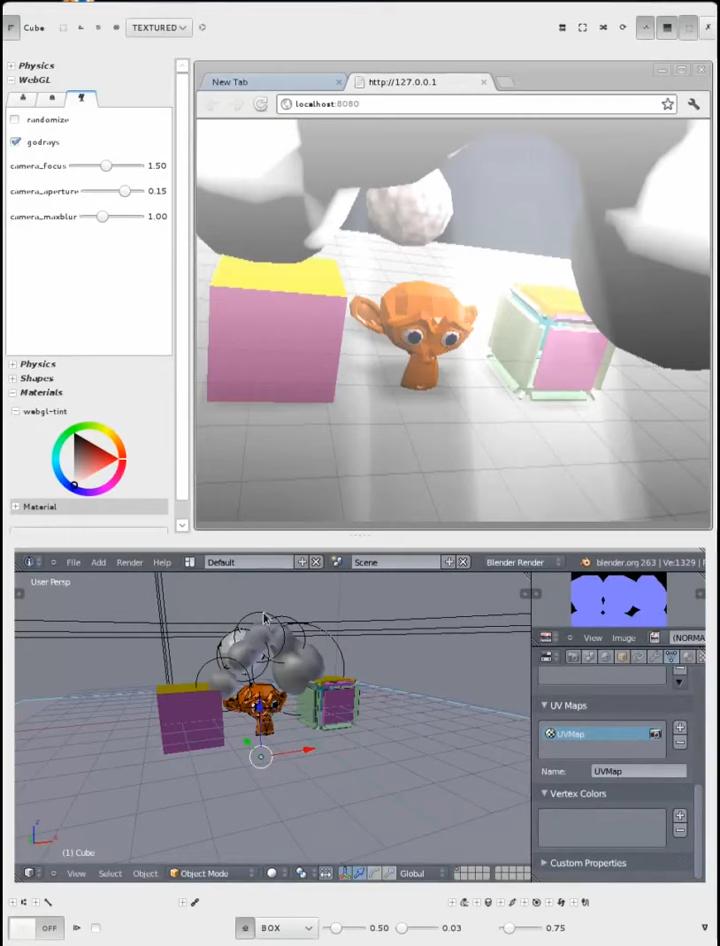 Cube
TEXTURED
Physics
WebGL
randomize
godrays
camera_focus 1.50
camera_aperture 0.15
camera_maxblur 1.00
Physics
Shapes
Materials
webgl-tint
Material
New Tab
http://127.0.0.1
localhost:8080
File Add Render Help Default Scene Blender Render blender.org 263 | Ve:1329 |
User Persp
View Image (NORMA
UV Maps
UVMap
Name: UVMap
Vertex Colors
Custom Properties
z
x
(1) Cube
View Select Object Object Mode Global
OFF
BOX 0.50 0.03 0.75